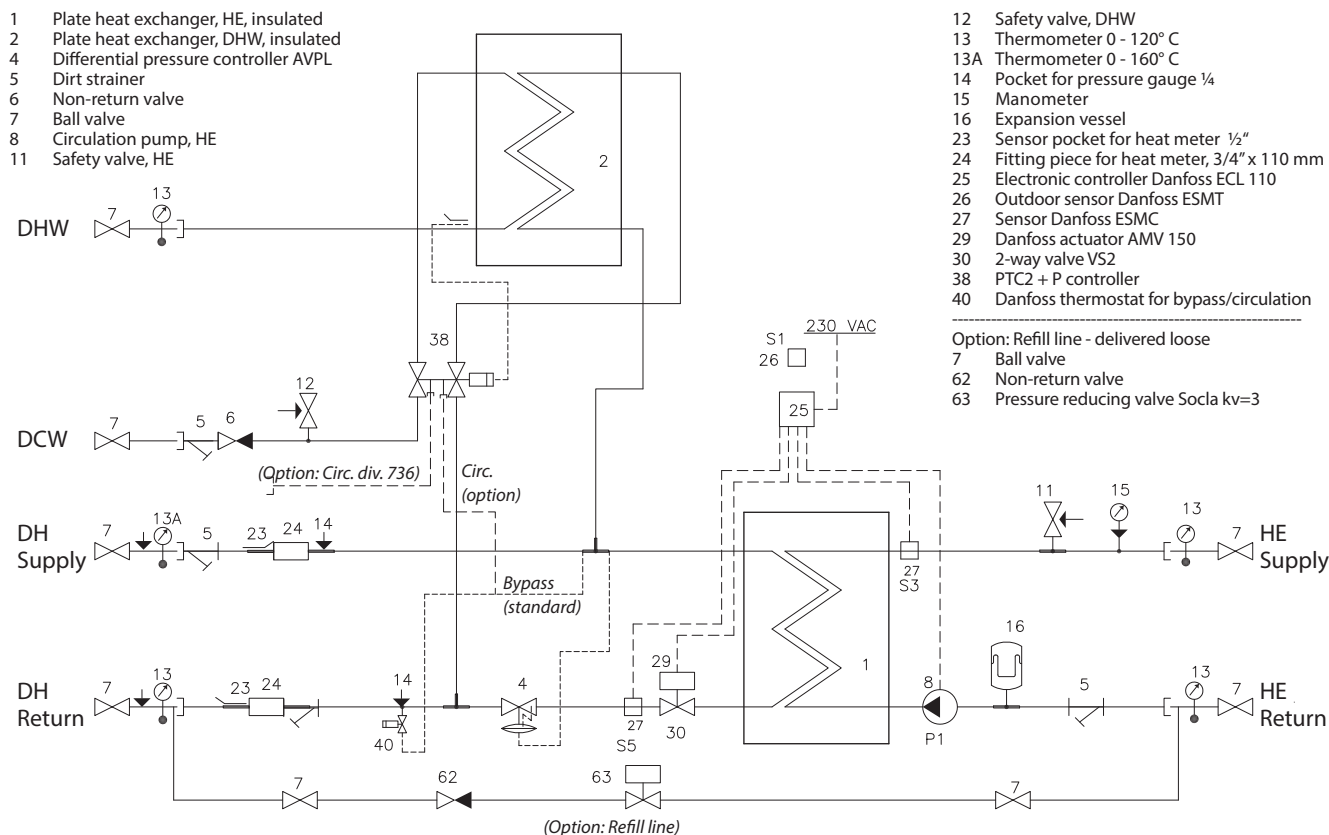 1 Plate heat exchanger, HE, insulated
2 Plate heat exchanger, DHW, insulated
4 Differential pressure controller AVPL
5 Dirt strainer
6 Non-return valve
7 Ball valve
8 Circulation pump, HE
11 Safety valve, HE
12 Safety valve, DHW
13 Thermometer 0 - 120° C
13A Thermometer 0 - 160° C
14 Pocket for pressure gauge ¼
15 Manometer
16 Expansion vessel
23 Sensor pocket for heat meter ½“
24 Fitting piece for heat meter, 3/4” x 110 mm
25 Electronic controller Danfoss ECL 110
26 Outdoor sensor Danfoss ESMT
27 Sensor Danfoss ESMC
29 Danfoss actuator AMV 150
30 2-way valve VS2
38 PTC2 + P controller
40 Danfoss thermostat for bypass/circulation
Option: Refill line - delivered loose
7 Ball valve
62 Non-return valve
63 Pressure reducing valve Socla kv=3
2
DHW
7
13
38
230 VAC
S1
26
25
DCW
7
5
6
12
(Option: Circ. div. 736)
Circ.
(option)
DH
Supply
7
13A
5
23
24
14
Bypass
(standard)
27
S3
11
15
13
7
HE
Supply
DH
Return
7
13
23
24
14
40
4
27
S5
29
30
1
8
P1
16
5
13
7
HE
Return
7
62
63
7
(Option: Refill line)